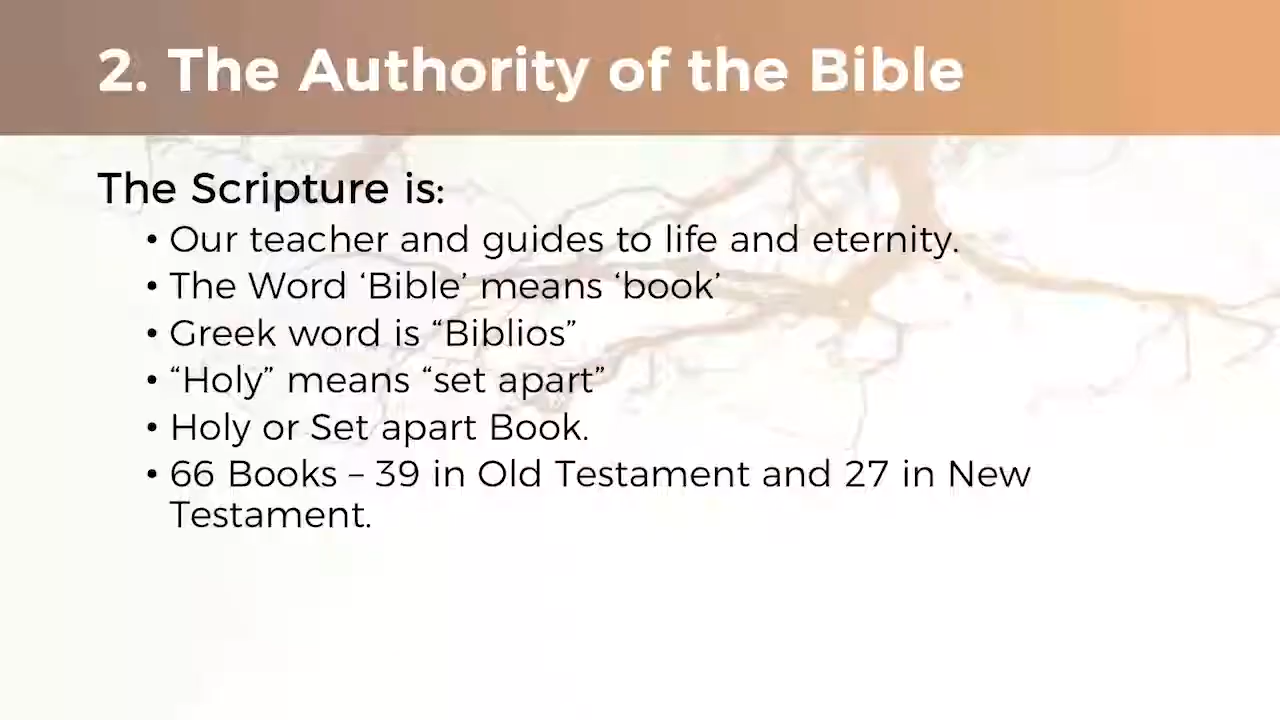 2. The Authority of the Bible
The Scripture is:
• Our teacher and guides to life and eternity.
• The Word ‘Bible’ means ‘book’
• Greek word is “Biblios”
• “Holy” means “set apart”
• Holy or Set apart Book.
• 66 Books – 39 in Old Testament and 27 in New
Testament.